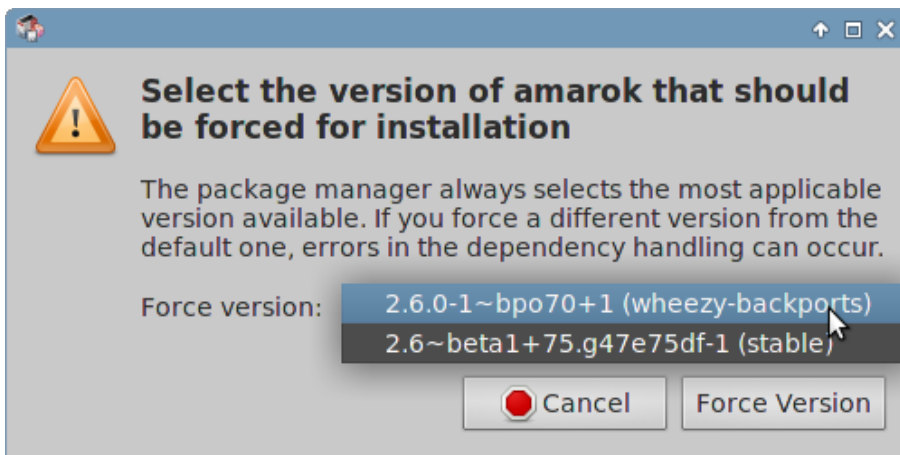 Select the version of amarok that should
be forced for installation
The package manager always selects the most applicable
version available. If you force a different version from the
default one, errors in the dependency handling can occur.
Force version:
2.6.0-1~bpo70+1 (wheezy-backports)
2.6~beta1+75.g47e75df-1 (stable)
Cancel
Force Version